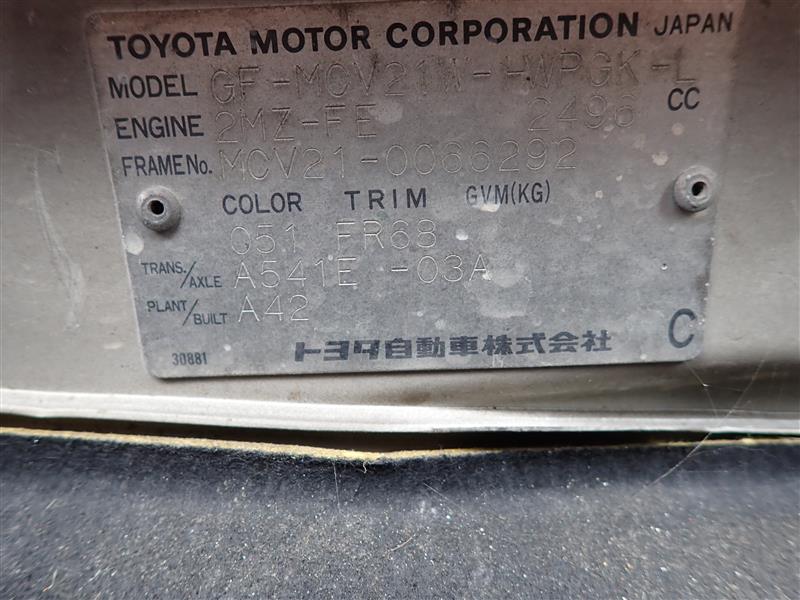 TOYOTA MOTOR CORPORATION JAPAN
MODEL GF-MCV21W-HWPGK-L
ENGINE 2MZ-FE 2496 CC
FRAME No. MCV21-0066292
COLOR TRIM GVM(KG)
Q51 FR68
TRANS./AXLE A541E -03A
PLANT/BUILT A42
30881 トヨタ自動車株式会社 C